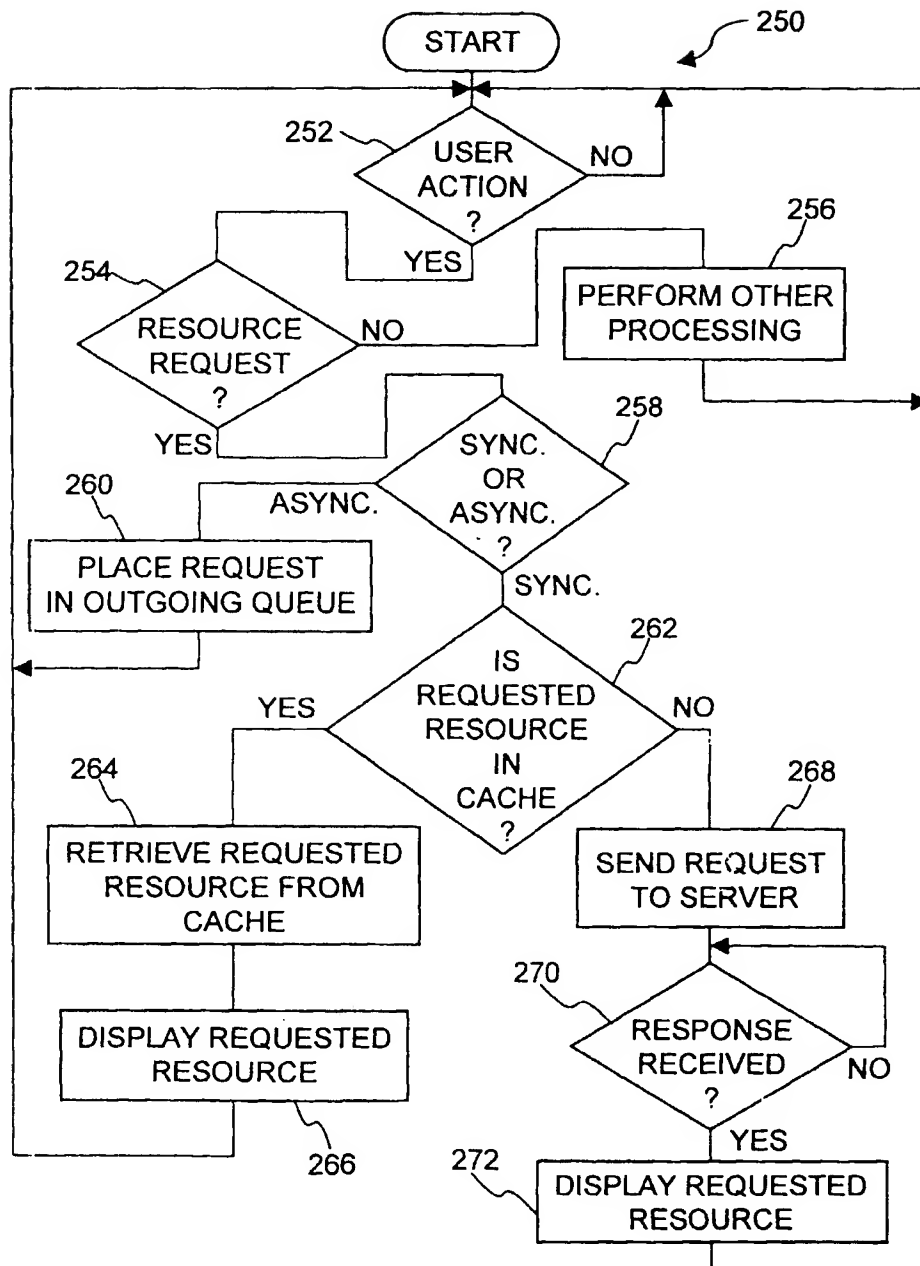 START
250
252
USER
ACTION
?
NO
YES
254
RESOURCE
REQUEST
?
NO
YES
256
PERFORM OTHER
PROCESSING
258
SYNC.
OR
ASYNC.
?
ASYNC.
SYNC.
260
PLACE REQUEST
IN OUTGOING QUEUE
262
IS
REQUESTED
RESOURCE
IN
CACHE
?
YES
NO
264
RETRIEVE REQUESTED
RESOURCE FROM
CACHE
268
SEND REQUEST
TO SERVER
DISPLAY REQUESTED
RESOURCE
266
270
RESPONSE
RECEIVED
?
NO
YES
272
DISPLAY REQUESTED
RESOURCE